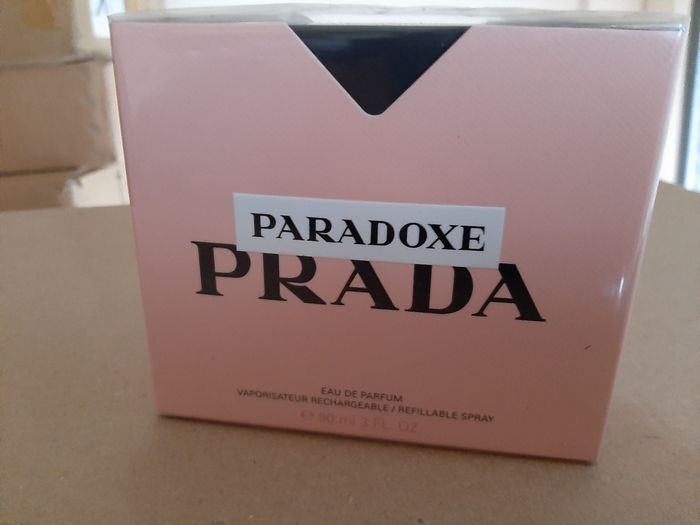 PARADOXE
PRADA
EAU DE PARFUM
VAPORISATEUR RECHARGEABLE / REFILLABLE SPRAY
℮ 90 ml 3 FL. OZ.